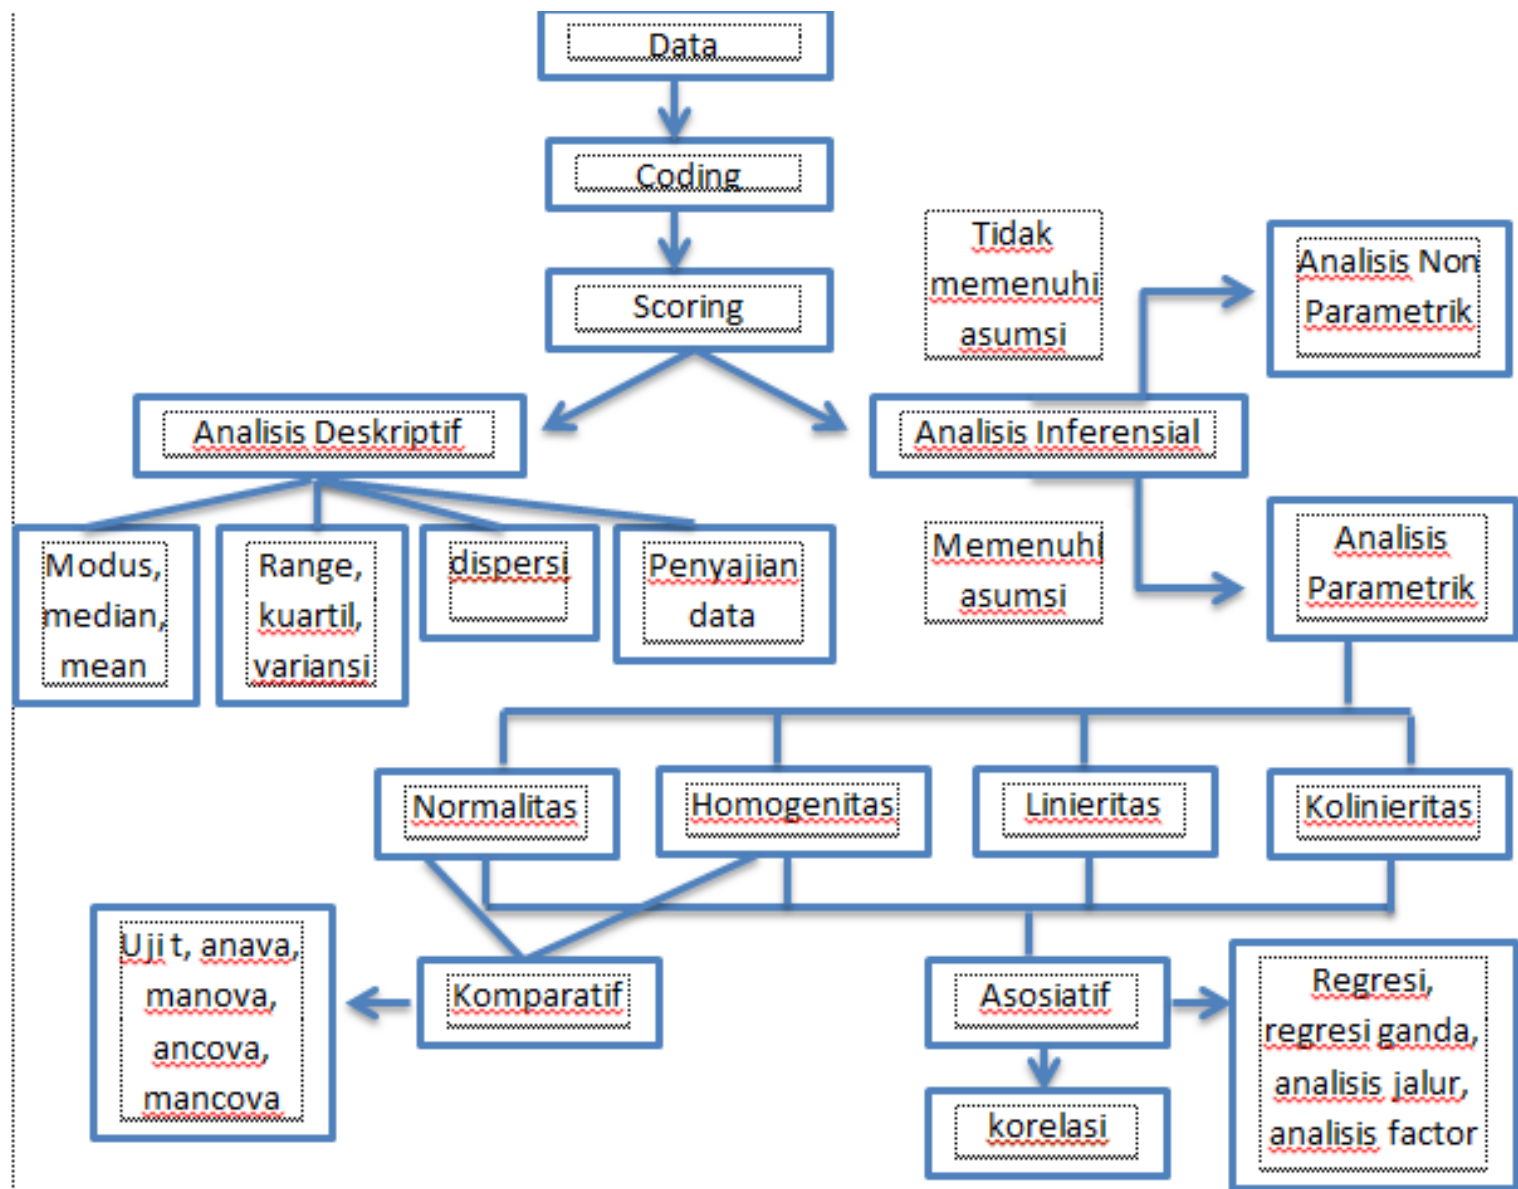 Data
Coding
Scoring
Tidak
memenuhi
asumsi
Analisis Non
Parametrik
Analisis Deskriptif
Analisis Inferensial
Modus,
median,
mean
Range,
kuartil,
variansi
dispersi
Penyajian
data
Memenuhi
asumsi
Analisis
Parametrik
Normalitas
Homogenitas
Linieritas
Kolinieritas
Uji t, anava,
manova,
ancova,
mancova
Komparatif
Asosiatif
korelasi
Regresi,
regresi ganda,
analisis jalur,
analisis factor